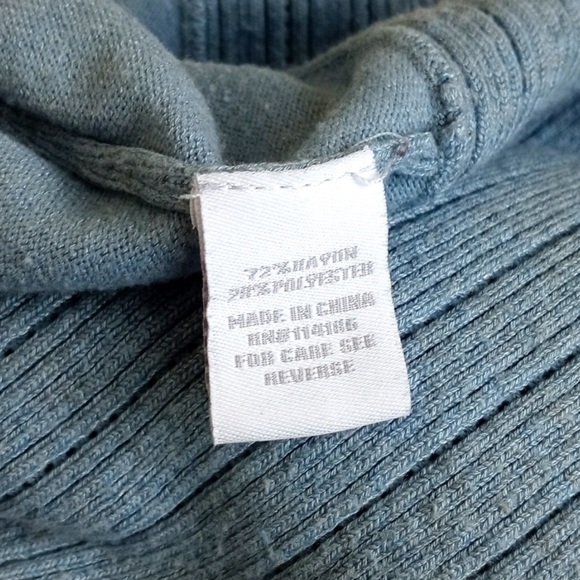 72% RAYON
28% POLYESTER
MADE IN CHINA
RN#114186
FOR CARE SEE
REVERSE